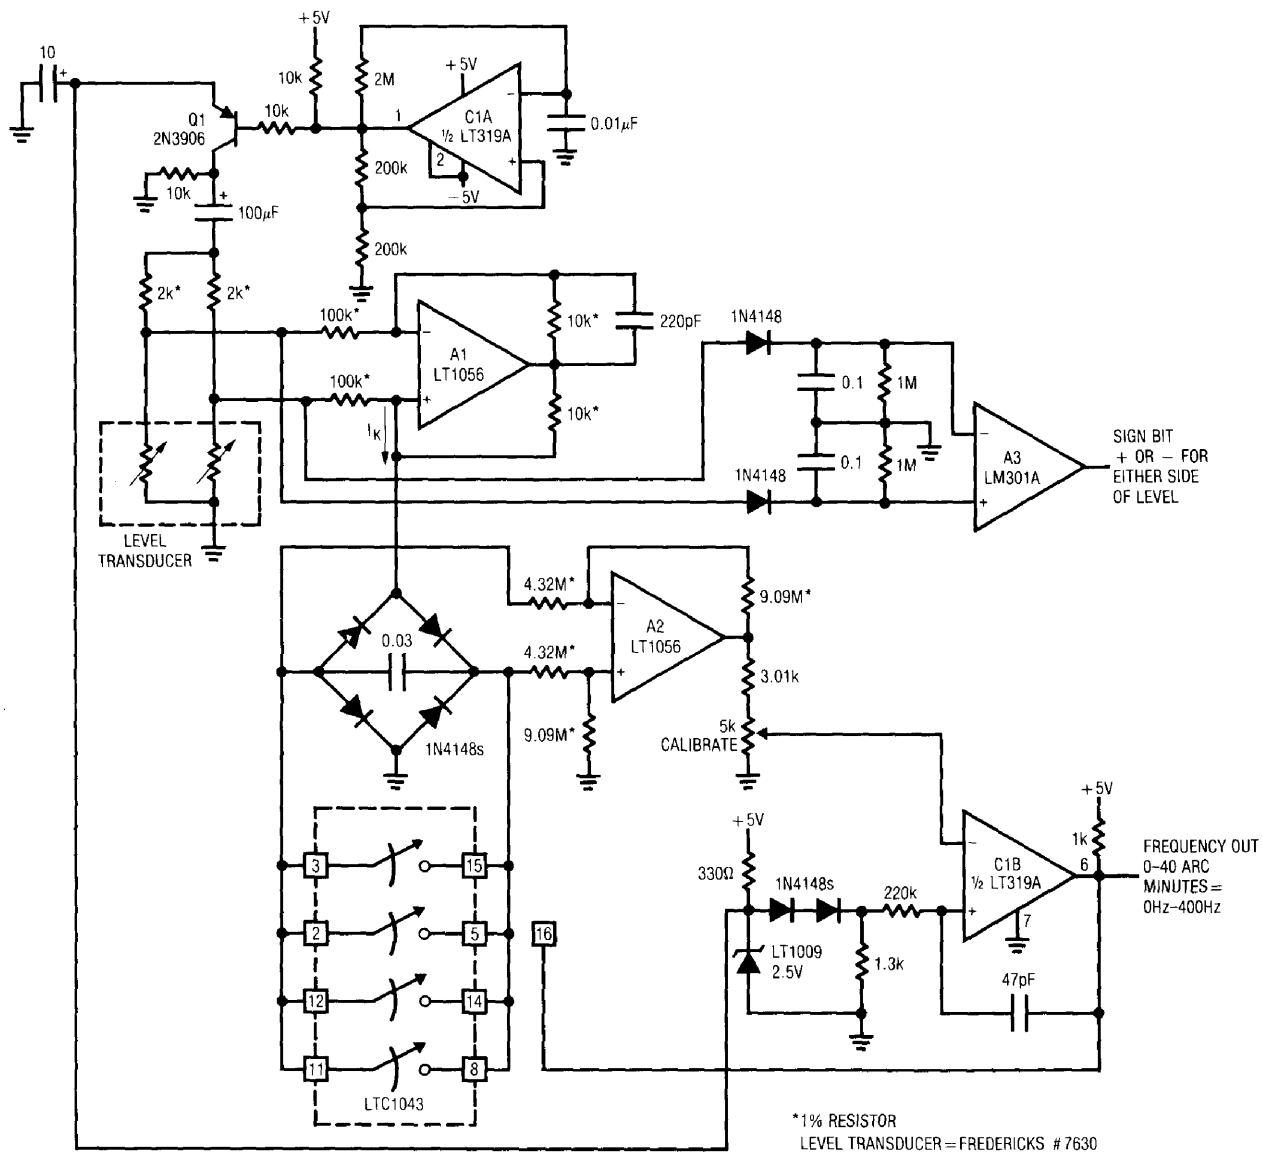 +5V
10
+
10k
2M
+5V
−
C1A
½ LT319A
0.01µF
Q1
2N3906
10k
1
2
+
−5V
200k
10k
+
100µF
200k
2k*
2k*
100k*
−
A1
LT1056
+
10k*
220pF
100k*
10k*
I_K
1N4148
0.1
1M
0.1
1M
1N4148
−
A3
LM301A
+
SIGN BIT
+ OR − FOR
EITHER SIDE
OF LEVEL
LEVEL
TRANSDUCER
0.03
1N4148s
4.32M*
−
A2
LT1056
+
4.32M*
9.09M*
9.09M*
3.01k
5k
CALIBRATE
+5V
330Ω
1N4148s
220k
LT1009
2.5V
1.3k
−
C1B
½ LT319A
+
7
6
+5V
1k
47pF
FREQUENCY OUT
0–40 ARC
MINUTES=
0Hz–400Hz
3
15
2
5
16
12
14
11
8
LTC1043
*1% RESISTOR
LEVEL TRANSDUCER=FREDERICKS #7630